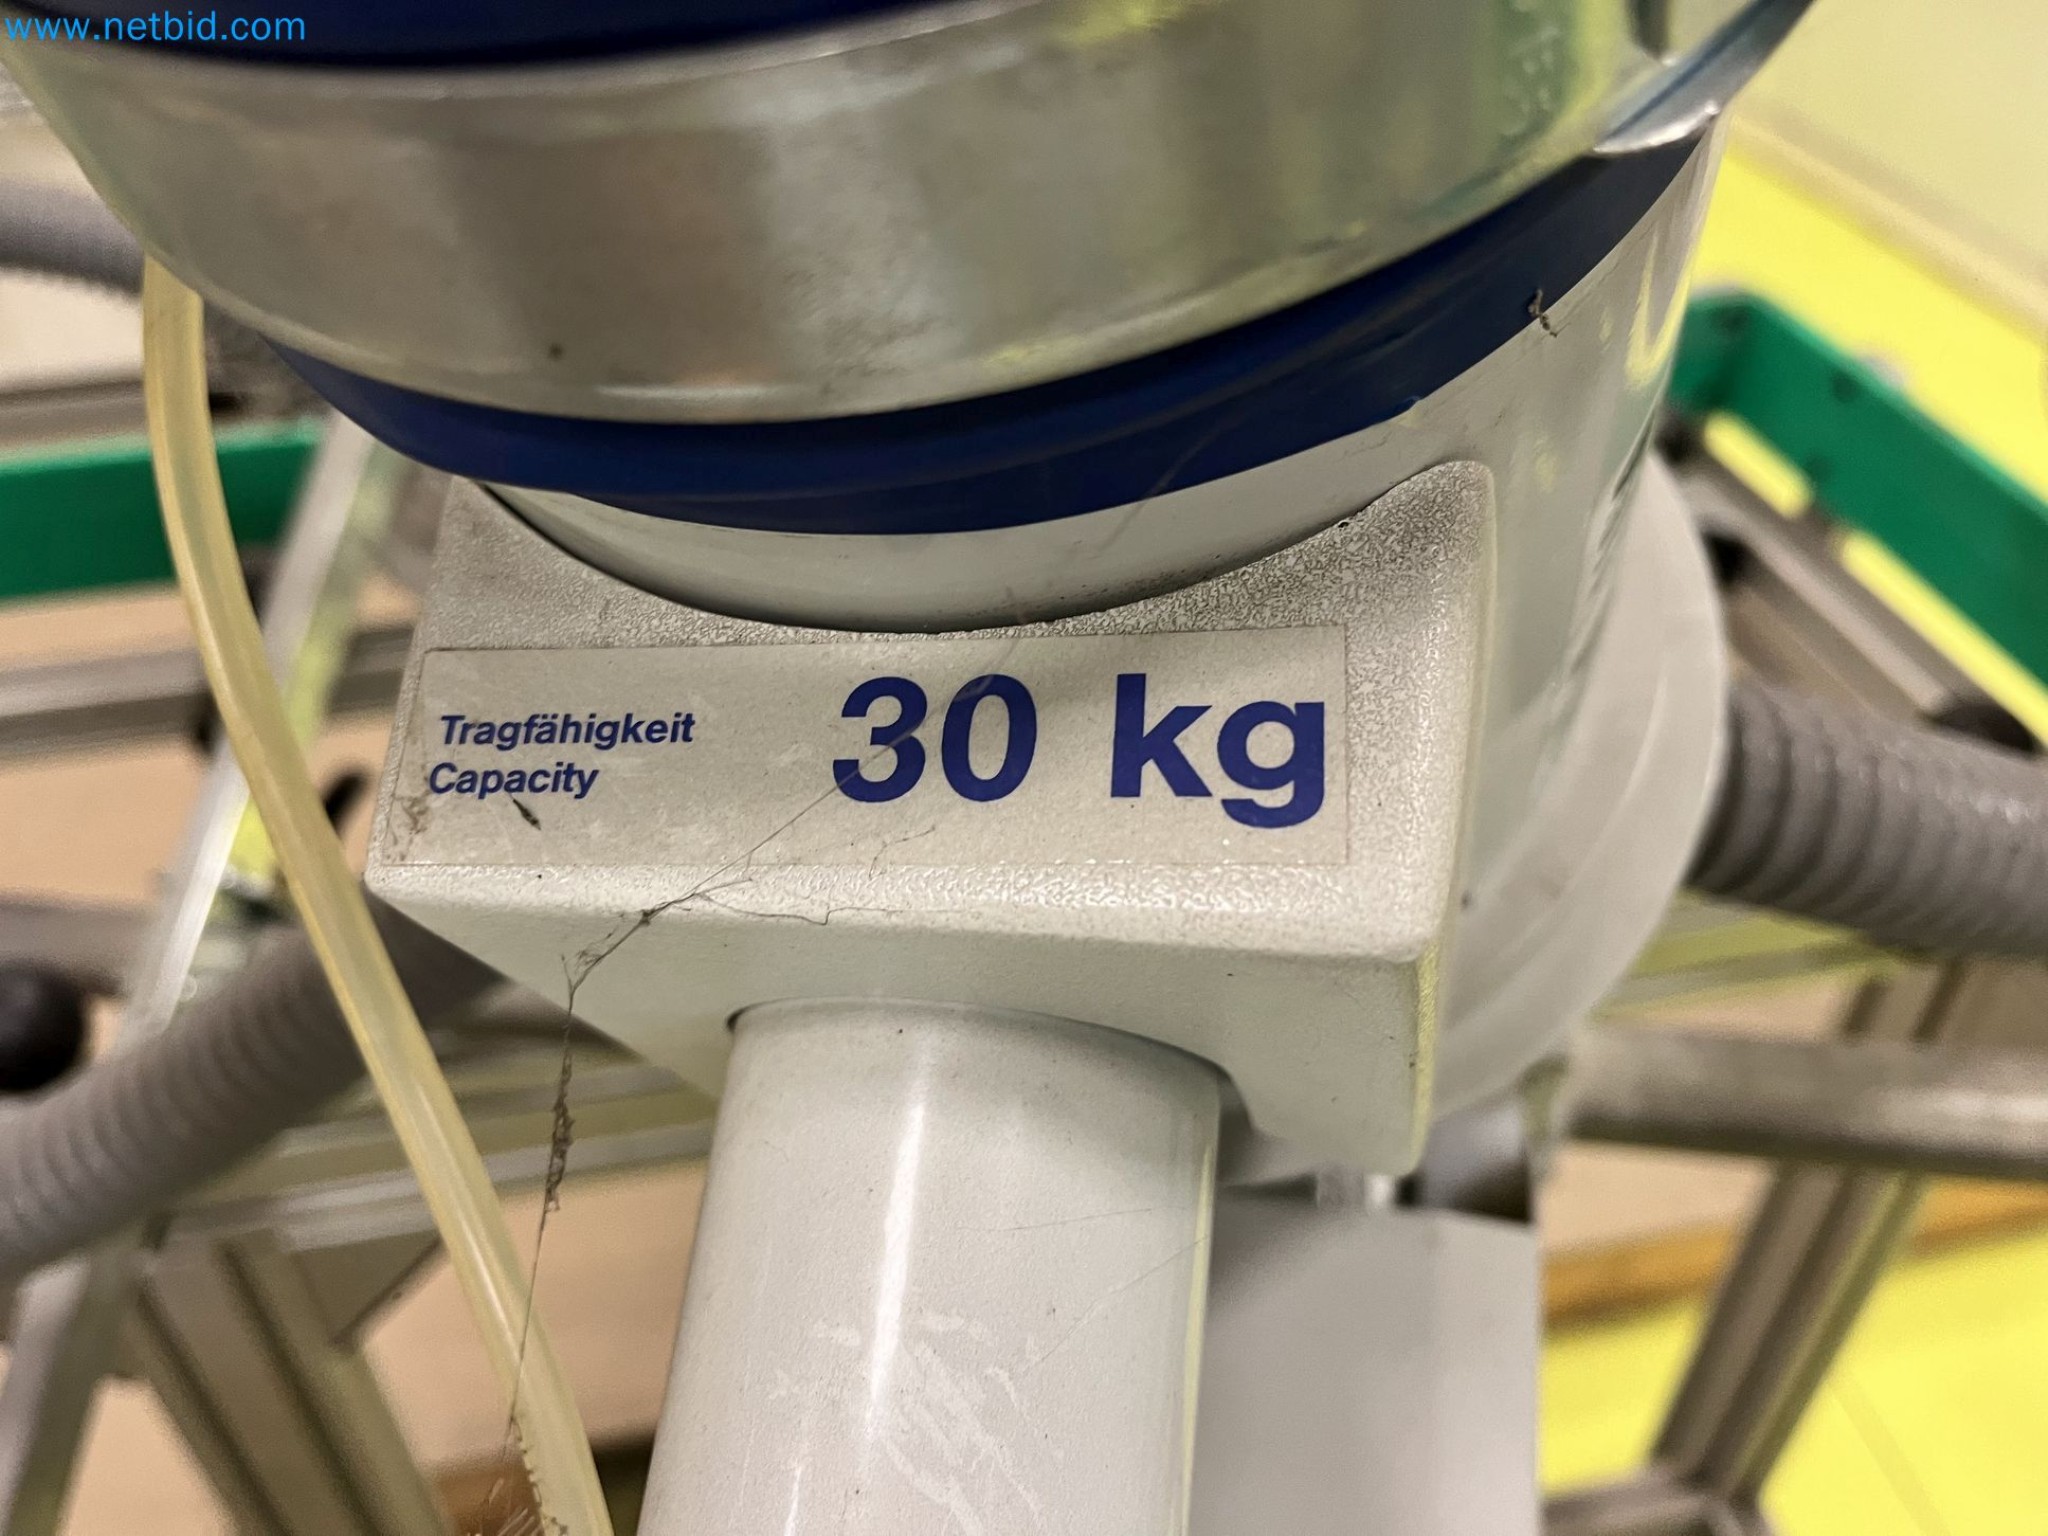 www.netbid.com
Tragfähigkeit
Capacity
30 kg